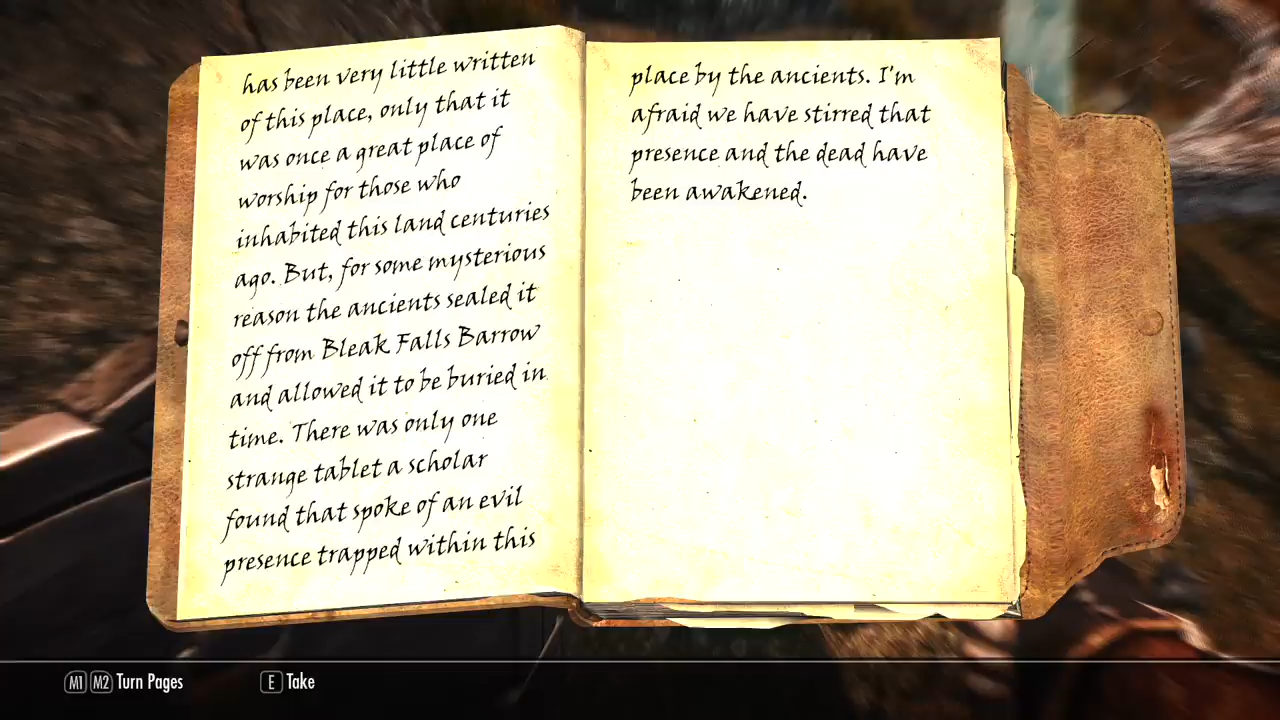 has been very little written
of this place, only that it
was once a great place of
worship for those who
inhabited this land centuries
ago. But, for some mysterious
reason the ancients sealed it
off from Bleak Falls Barrow
and allowed it to be buried in
time. There was only one
strange tablet a scholar
found that spoke of an evil
presence trapped within this
place by the ancients. I'm
afraid we have stirred that
presence and the dead have
been awakened.
M1 M2 Turn Pages
E Take